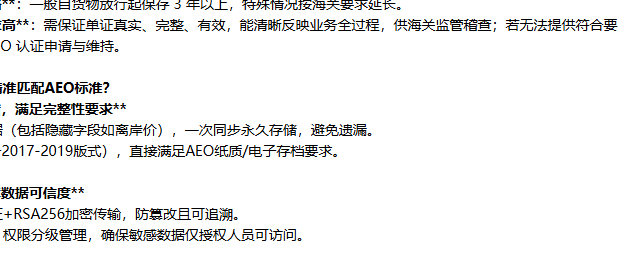 **：一般自货物放行起保存 3 年以上，特殊情况按海关要求延长。
高**：需保证单证真实、完整、有效，能清晰反映业务全过程，供海关监管稽查；若无法提供符合要
O 认证申请与维持。
准匹配AEO标准？
，满足完整性要求**
（包括隐藏字段如离岸价），一次同步永久存储，避免遗漏。
2017-2019版式），直接满足AEO纸质/电子存档要求。
数据可信度**
+RSA256加密传输，防篡改且可追溯。
权限分级管理，确保敏感数据仅授权人员可访问。